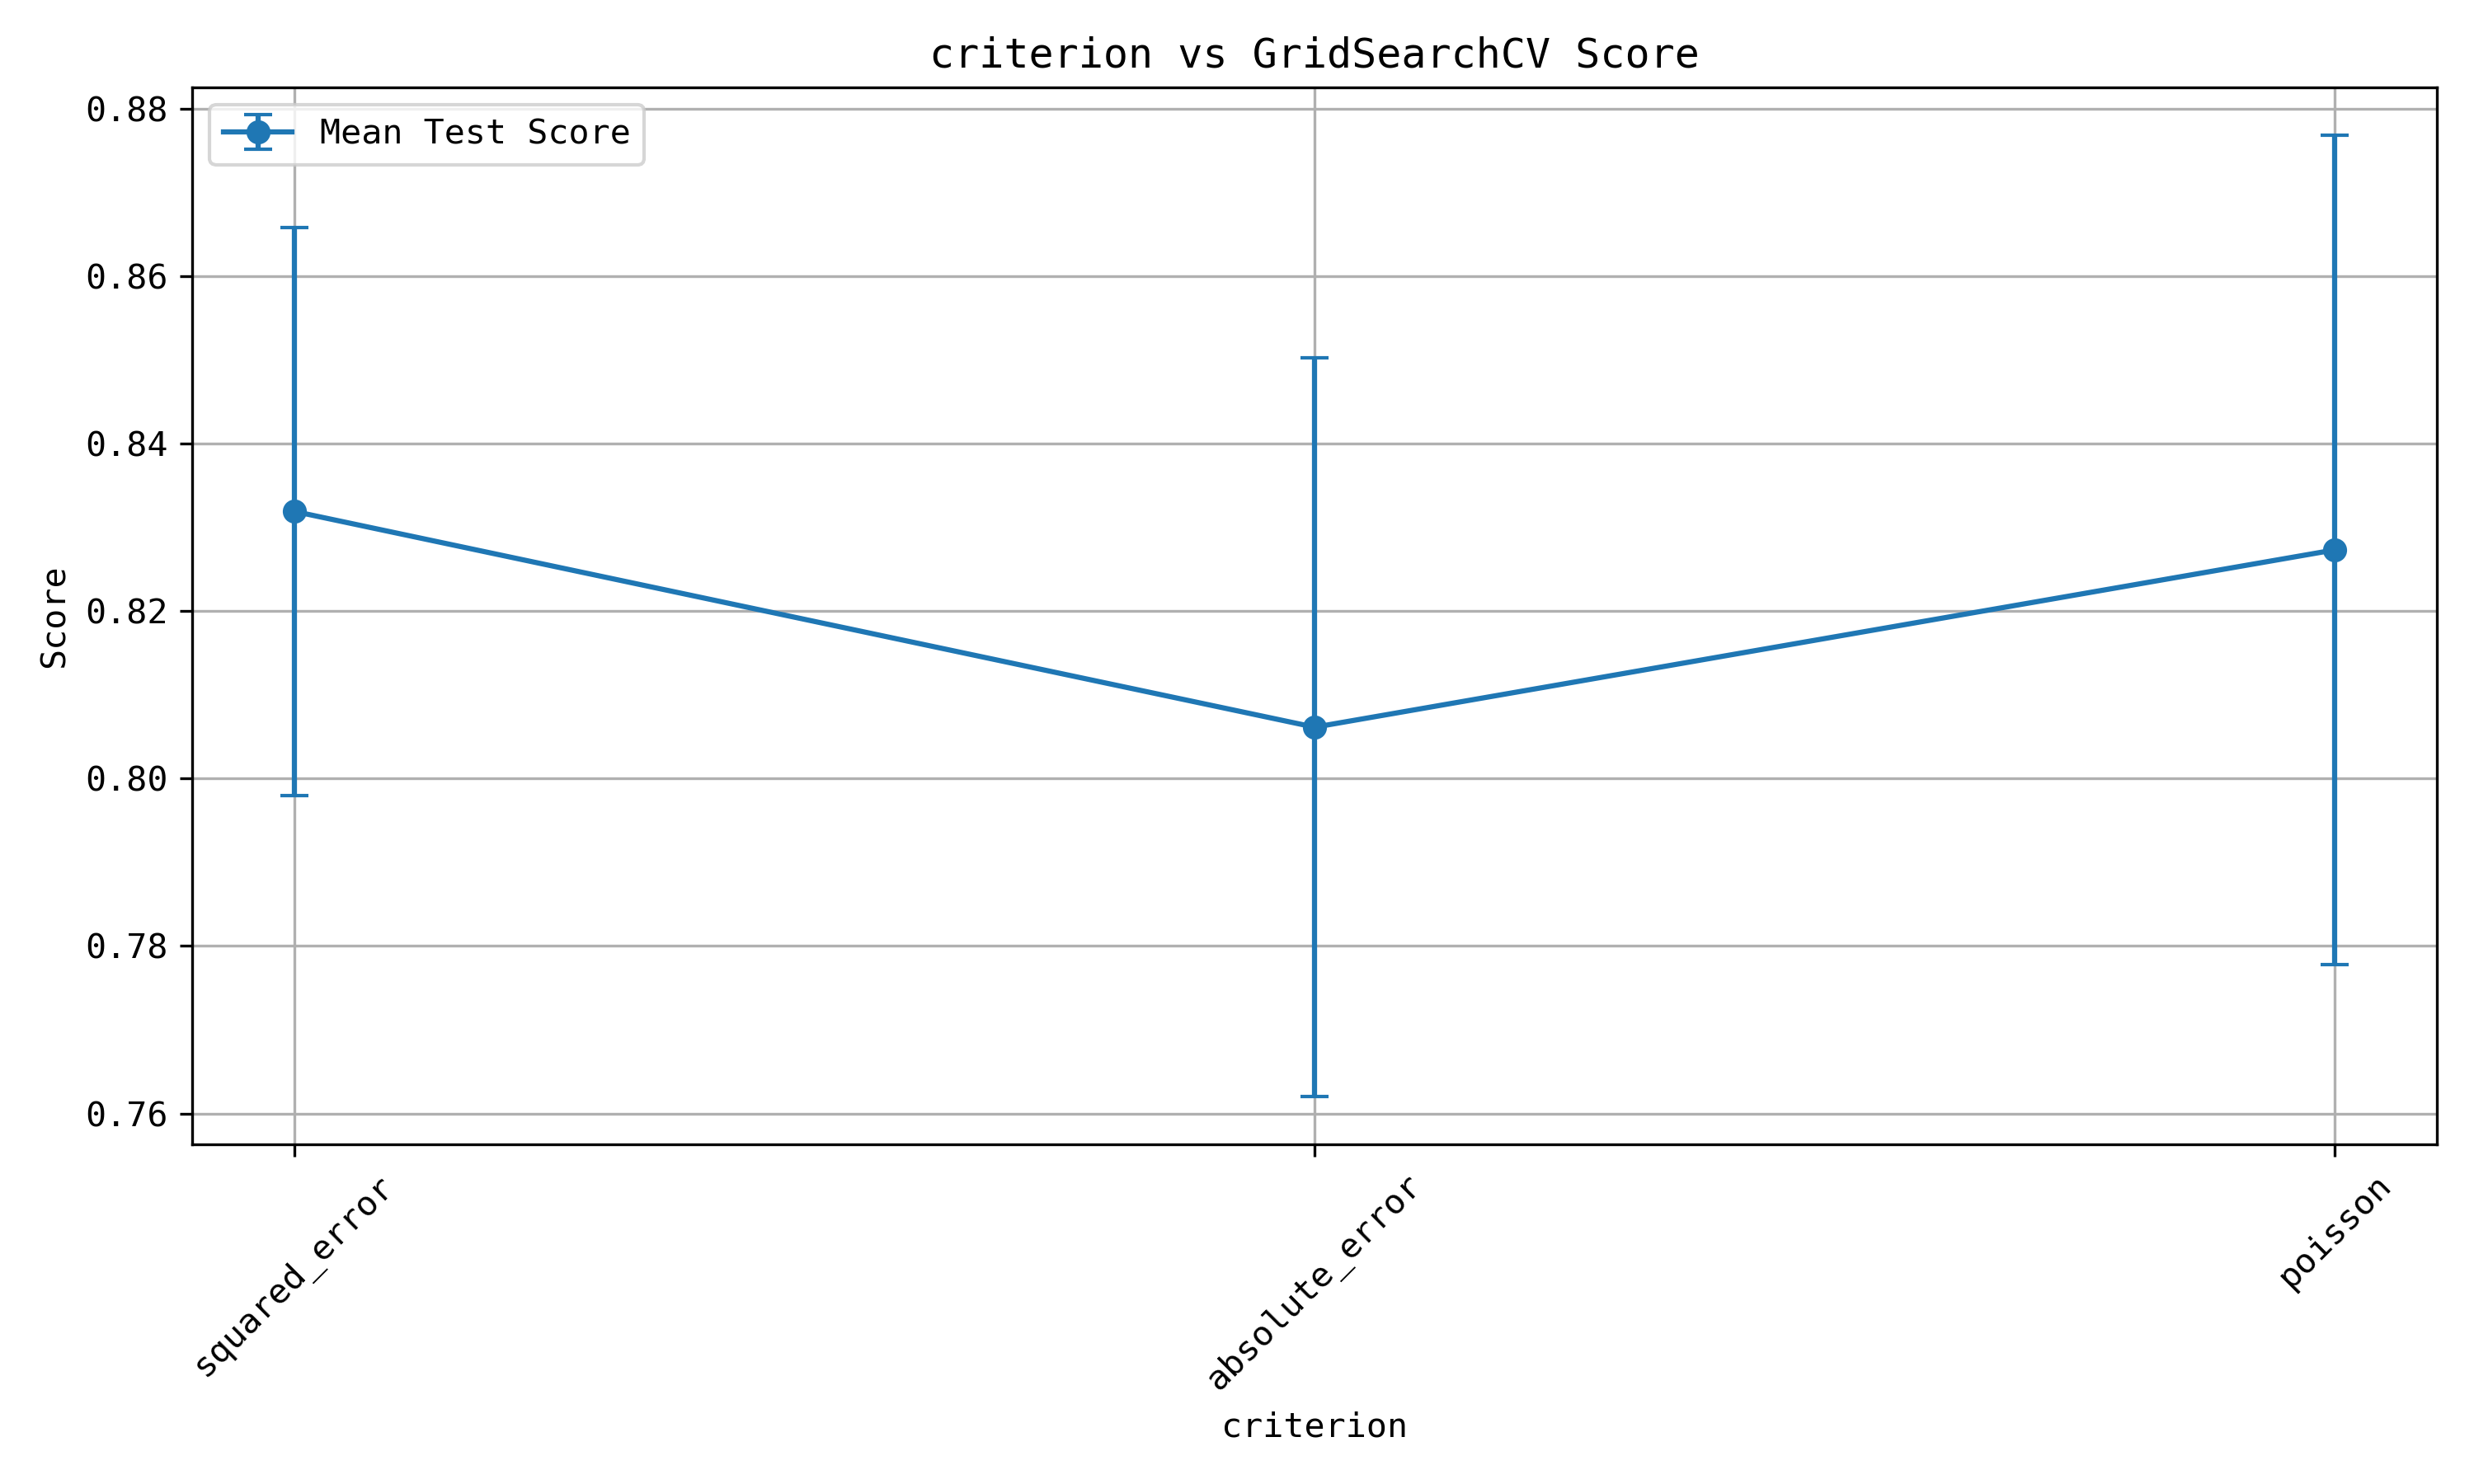 criterion vs GridSearchCV Score
Mean Test Score
0.88
0.86
0.84
0.82
0.80
0.78
0.76
Score
squared_error
absolute_error
poisson
criterion